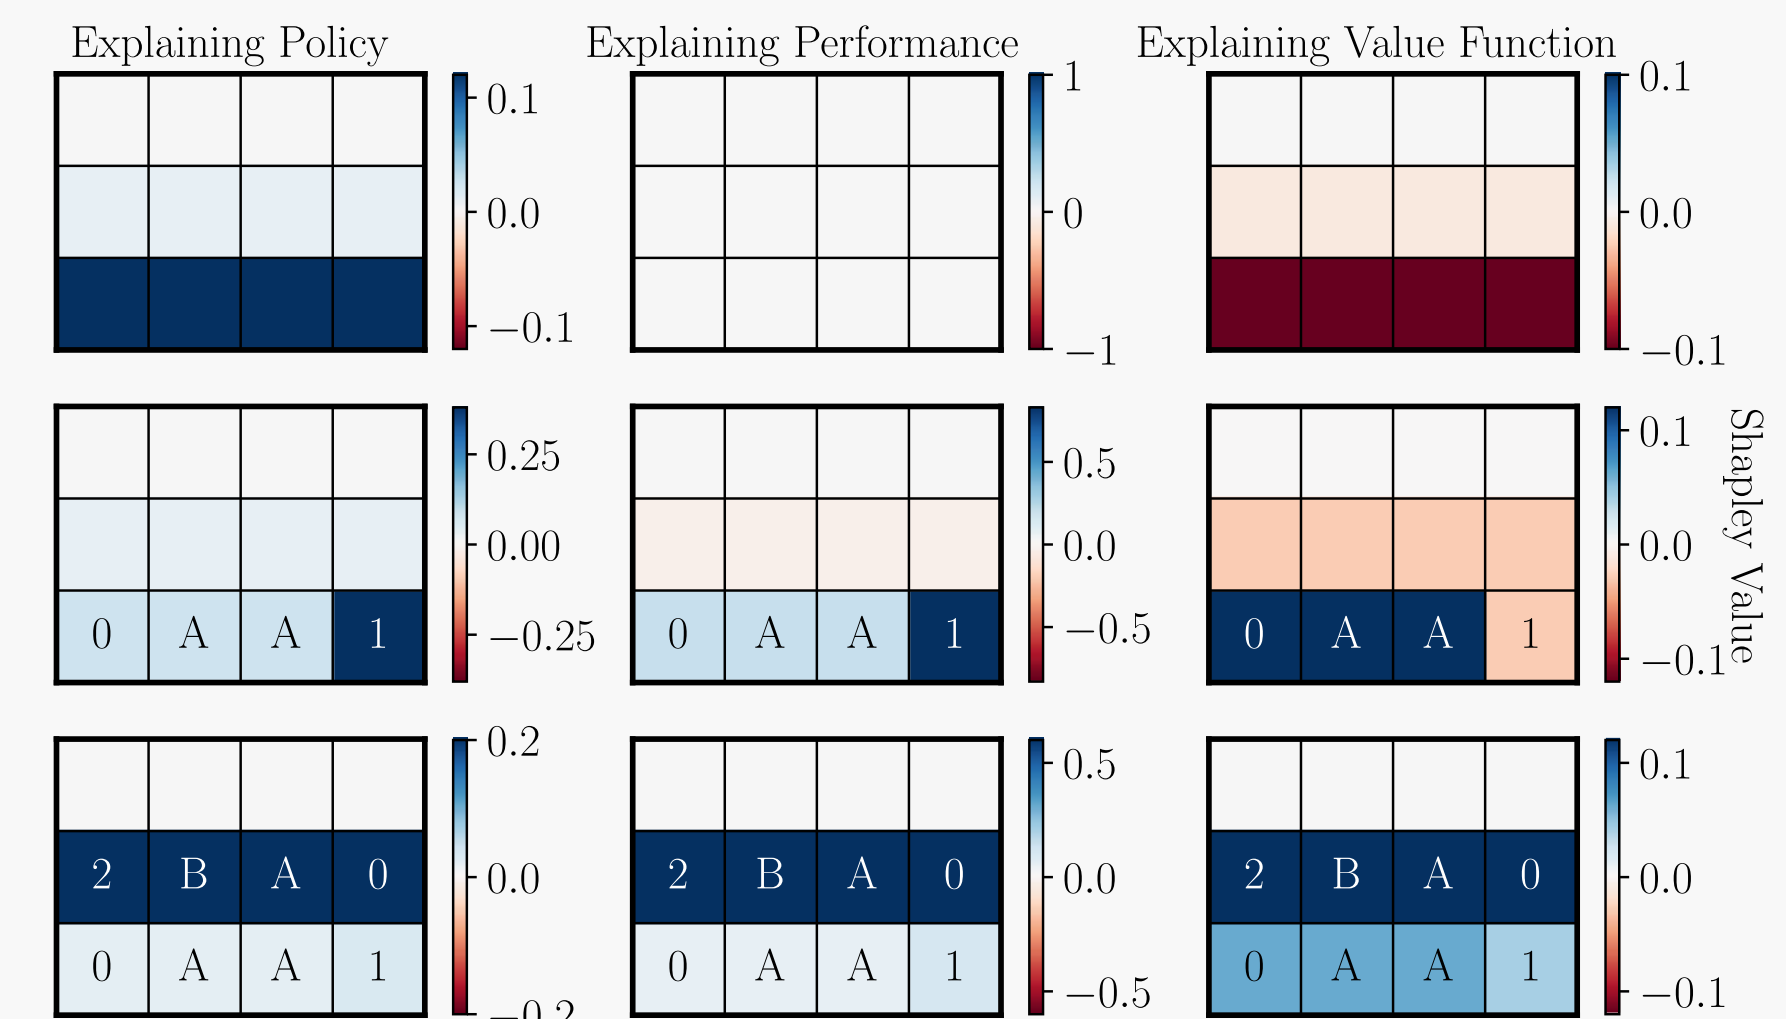 Explaining Policy
Explaining Performance
Explaining Value Function
0.1
0.0
−0.1
1
0
−1
0.1
0.0
−0.1
0 A A 1
0.25
0.00
−0.25
0 A A 1
0.5
0.0
−0.5
0 A A 1
0.1
0.0
−0.1
Shapley Value
2 B A 0
0 A A 1
0.2
0.0
−0.2
2 B A 0
0 A A 1
0.5
0.0
−0.5
2 B A 0
0 A A 1
0.1
0.0
−0.1